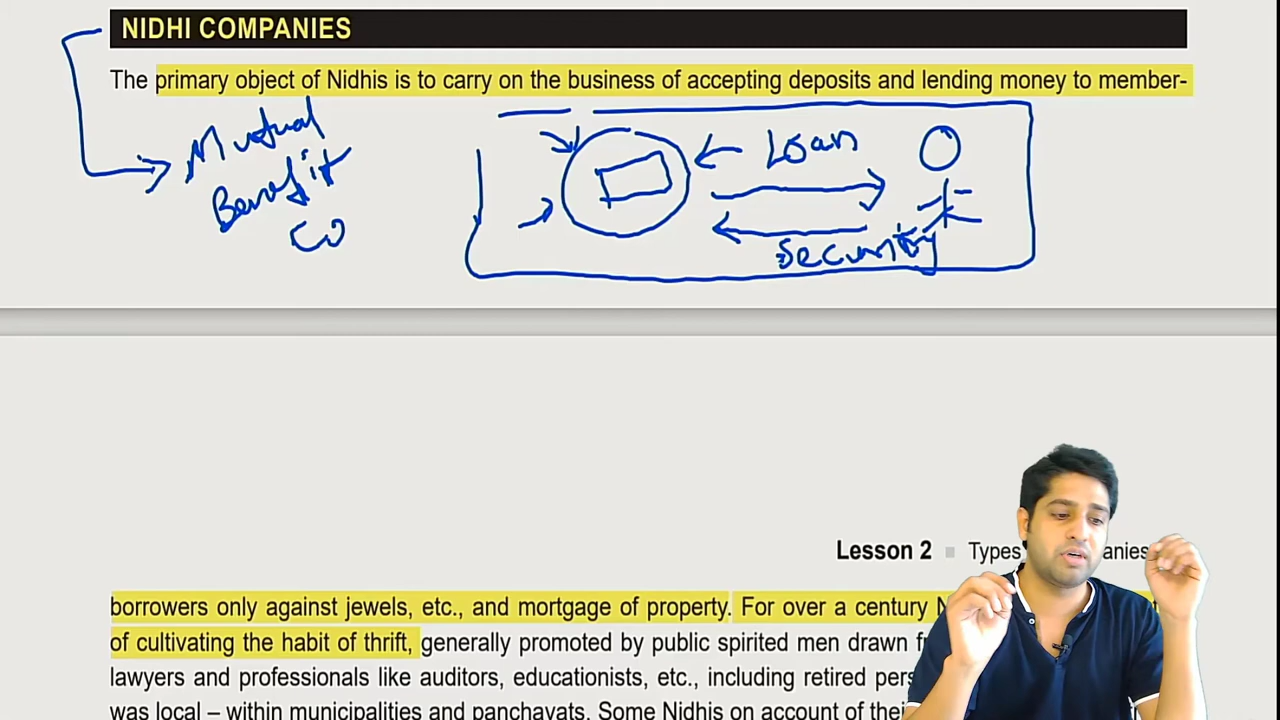 NIDHI COMPANIES
The primary object of Nidhis is to carry on the business of accepting deposits and lending money to member-
Mutual
Benefit
Co
Loan
Security
Lesson 2 ■ Types
borrowers only against jewels, etc., and mortgage of property. For over a century
of cultivating the habit of thrift, generally promoted by public spirited men drawn
lawyers and professionals like auditors, educationists, etc., including retired
was local – within municipalities and panchayats. Some Nidhis on account of